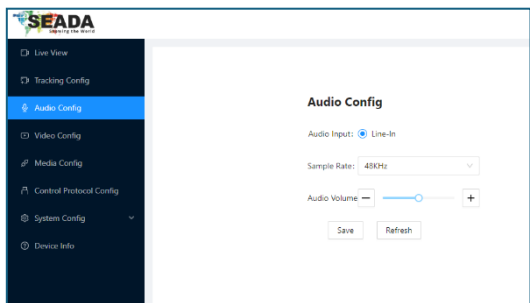 SEADA
Showing the World
Live View
Tracking Config
Audio Config
Video Config
Media Config
Control Protocol Config
System Config
Device Info
Audio Config
Audio Input: Line-In
Sample Rate: 48KHz
Audio Volume
Save Refresh